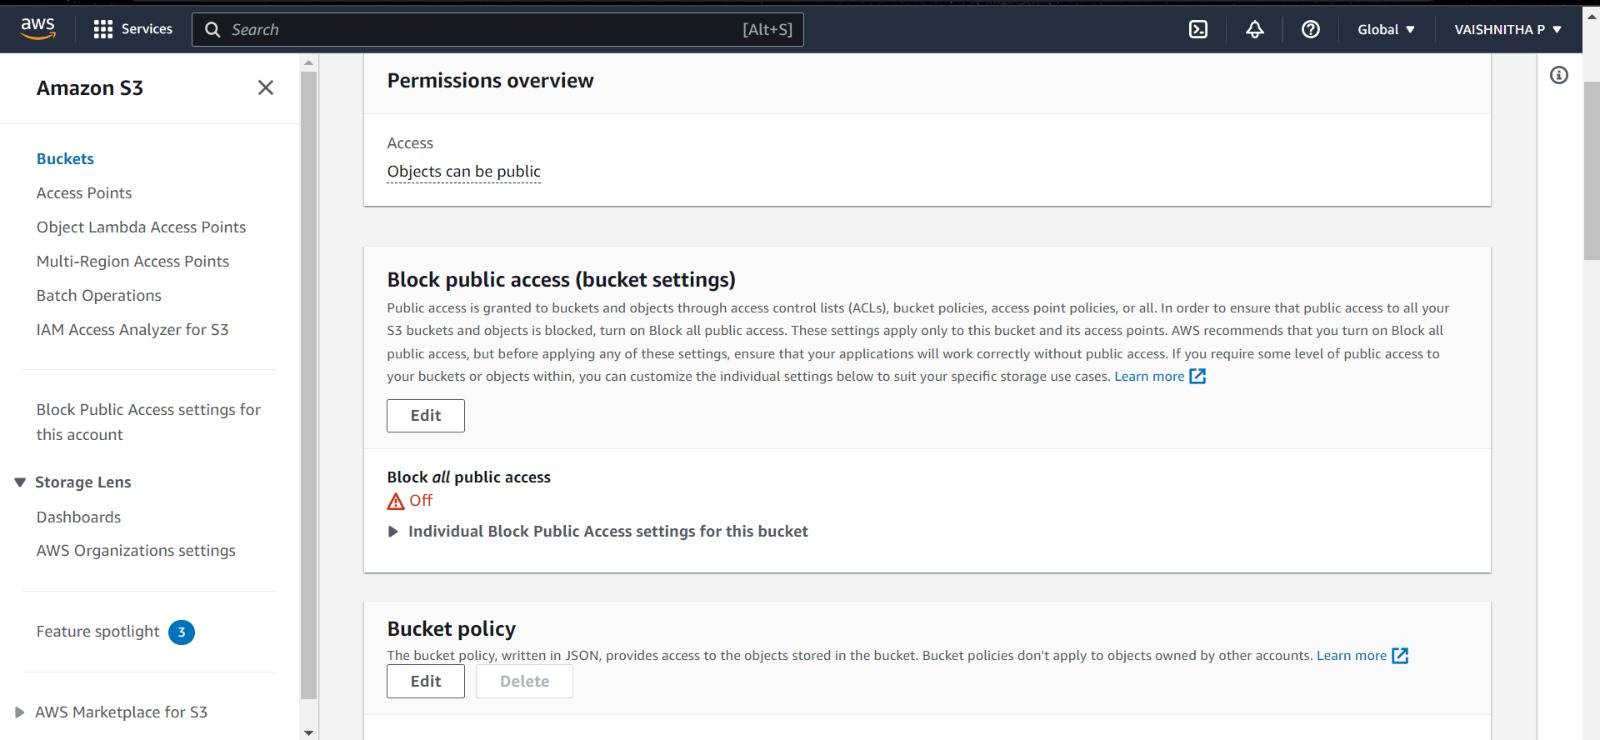 aws
Services
Search
[Alt+S]
Global
VAISHNITHA P
Amazon S3
Buckets
Access Points
Object Lambda Access Points
Multi-Region Access Points
Batch Operations
IAM Access Analyzer for S3
Block Public Access settings for
this account
Storage Lens
Dashboards
AWS Organizations settings
Feature spotlight 3
AWS Marketplace for S3
Permissions overview
Access
Objects can be public
Block public access (bucket settings)
Public access is granted to buckets and objects through access control lists (ACLs), bucket policies, access point policies, or all. In order to ensure that public access to all your
S3 buckets and objects is blocked, turn on Block all public access. These settings apply only to this bucket and its access points. AWS recommends that you turn on Block all
public access, but before applying any of these settings, ensure that your applications will work correctly without public access. If you require some level of public access to
your buckets or objects within, you can customize the individual settings below to suit your specific storage use cases. Learn more
Edit
Block all public access
Off
Individual Block Public Access settings for this bucket
Bucket policy
The bucket policy, written in JSON, provides access to the objects stored in the bucket. Bucket policies don't apply to objects owned by other accounts. Learn more
Edit
Delete